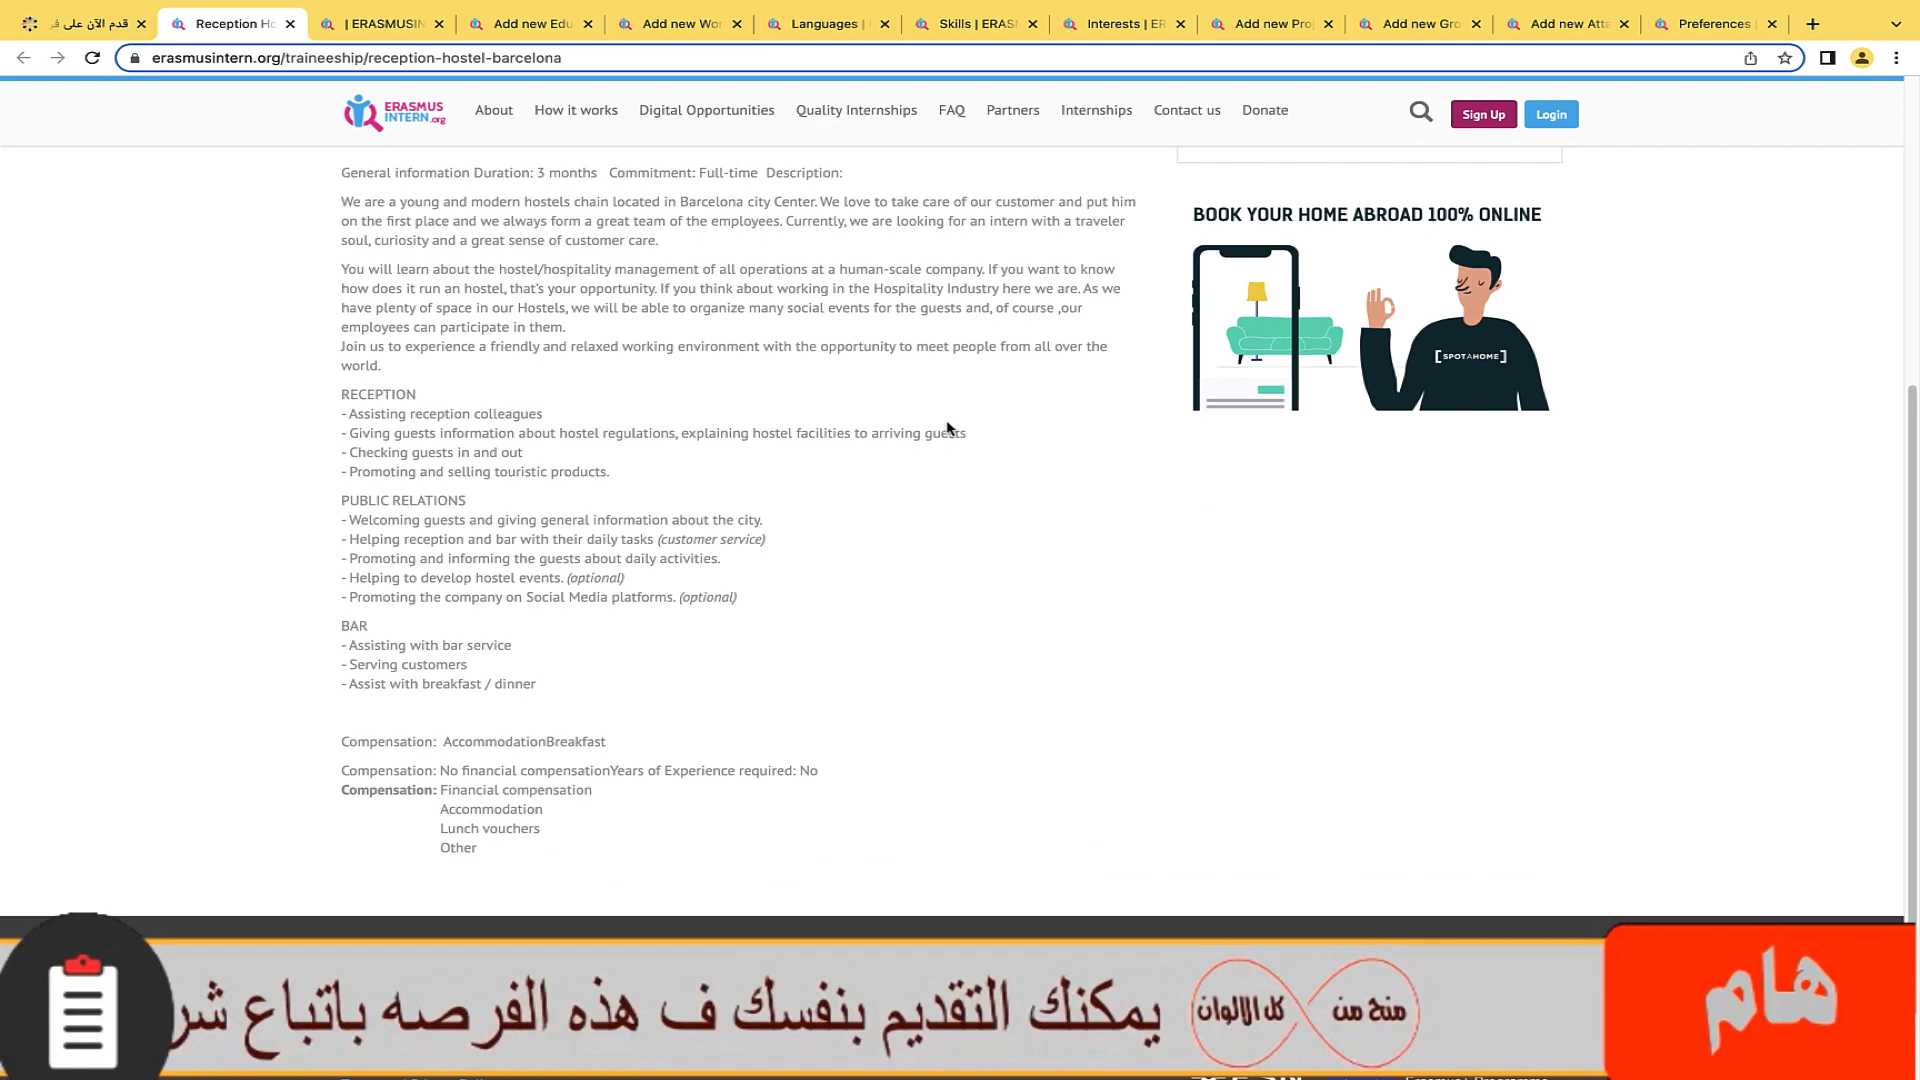 قدم الآن على فر
Reception Ho
| ERASMUSIN
Add new Edu
Add new Wor
Languages |
Skills | ERAS
Interests | ER
Add new Pro
Add new Gro
Add new Atta
Preferences
erasmusintern.org/traineeship/reception-hostel-barcelona
ERASMUS
INTERN.org
About
How it works
Digital Opportunities
Quality Internships
FAQ
Partners
Internships
Contact us
Donate
Sign Up
Login
General information Duration: 3 months Commitment: Full-time Description:
We are a young and modern hostels chain located in Barcelona city Center. We love to take care of our customer and put him
on the first place and we always form a great team of the employees. Currently, we are looking for an intern with a traveler
soul, curiosity and a great sense of customer care.
You will learn about the hostel/hospitality management of all operations at a human-scale company. If you want to know
how does it run an hostel, that's your opportunity. If you think about working in the Hospitality Industry here we are. As we
have plenty of space in our Hostels, we will be able to organize many social events for the guests and, of course ,our
employees can participate in them.
Join us to experience a friendly and relaxed working environment with the opportunity to meet people from all over the
world.
RECEPTION
- Assisting reception colleagues
- Giving guests information about hostel regulations, explaining hostel facilities to arriving guests
- Checking guests in and out
- Promoting and selling touristic products.
PUBLIC RELATIONS
- Welcoming guests and giving general information about the city.
- Helping reception and bar with their daily tasks (customer service)
- Promoting and informing the guests about daily activities.
- Helping to develop hostel events. (optional)
- Promoting the company on Social Media platforms. (optional)
BAR
- Assisting with bar service
- Serving customers
- Assist with breakfast / dinner
Compensation: AccommodationBreakfast
Compensation: No financial compensationYears of Experience required: No
Compensation: Financial compensation
Accommodation
Lunch vouchers
Other
BOOK YOUR HOME ABROAD 100% ONLINE
[SPOTAHOME]
هام
منح من كل الالوان
يمكنك التقديم بنفسك ف هذه الفرصه باتباع شر